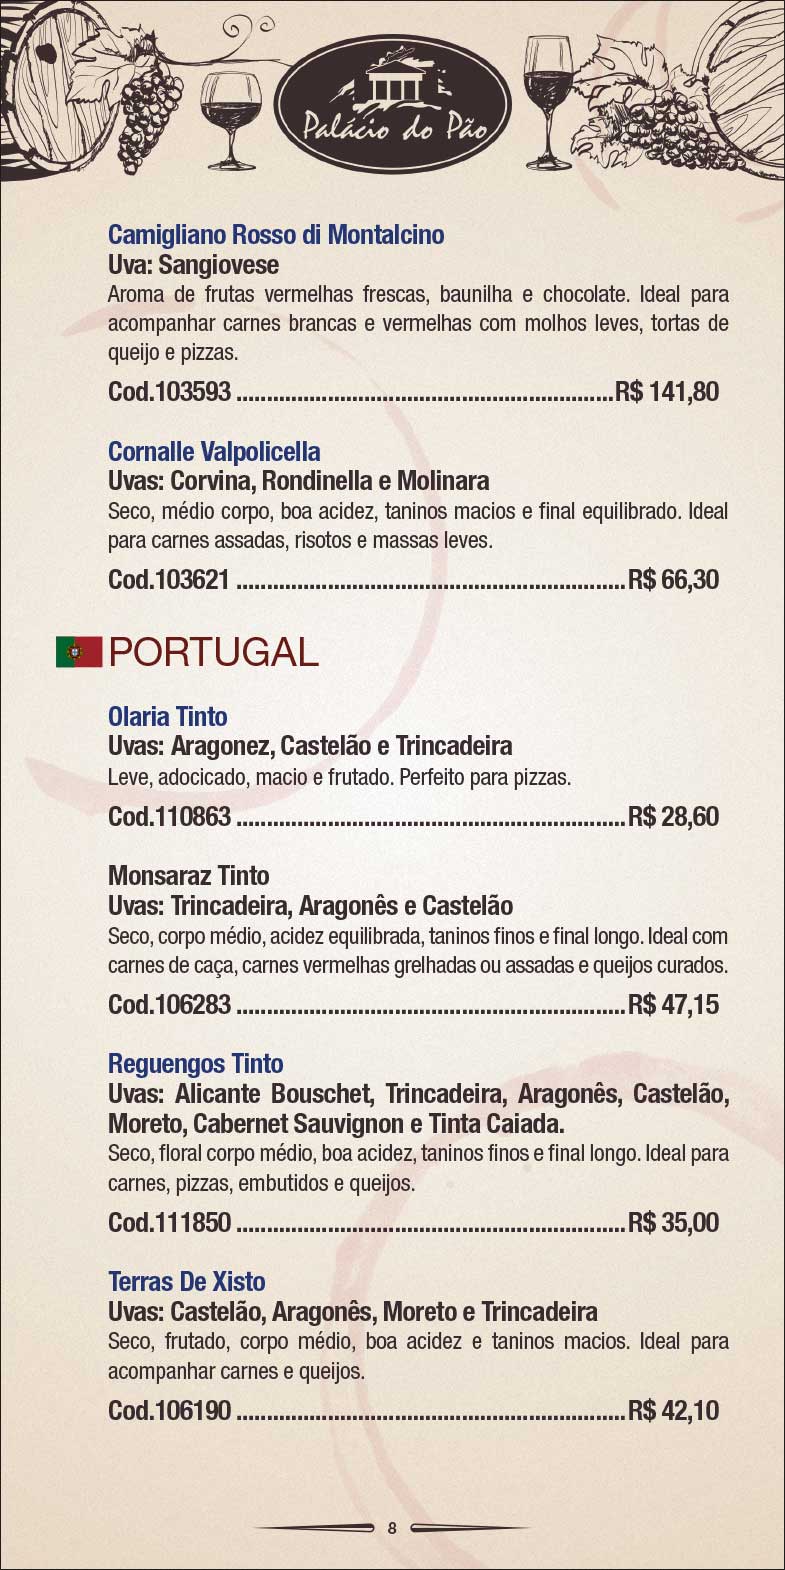 Palácio do Pão
Camigliano Rosso di Montalcino
Uva: Sangiovese
Aroma de frutas vermelhas frescas, baunilha e chocolate. Ideal para
acompanhar carnes brancas e vermelhas com molhos leves, tortas de
queijo e pizzas.
Cod.103593 ..............................................................R$ 141,80
Cornalle Valpolicella
Uvas: Corvina, Rondinella e Molinara
Seco, médio corpo, boa acidez, taninos macios e final equilibrado. Ideal
para carnes assadas, risotos e massas leves.
Cod.103621 ................................................................R$ 66,30
PORTUGAL
Olaria Tinto
Uvas: Aragonez, Castelão e Trincadeira
Leve, adocicado, macio e frutado. Perfeito para pizzas.
Cod.110863 ................................................................R$ 28,60
Monsaraz Tinto
Uvas: Trincadeira, Aragonês e Castelão
Seco, corpo médio, acidez equilibrada, taninos finos e final longo. Ideal com
carnes de caça, carnes vermelhas grelhadas ou assadas e queijos curados.
Cod.106283 ................................................................R$ 47,15
Reguengos Tinto
Uvas: Alicante Bouschet, Trincadeira, Aragonês, Castelão,
Moreto, Cabernet Sauvignon e Tinta Caiada.
Seco, floral corpo médio, boa acidez, taninos finos e final longo. Ideal para
carnes, pizzas, embutidos e queijos.
Cod.111850 ................................................................R$ 35,00
Terras De Xisto
Uvas: Castelão, Aragonês, Moreto e Trincadeira
Seco, frutado, corpo médio, boa acidez e taninos macios. Ideal para
acompanhar carnes e queijos.
Cod.106190 ................................................................R$ 42,10
8